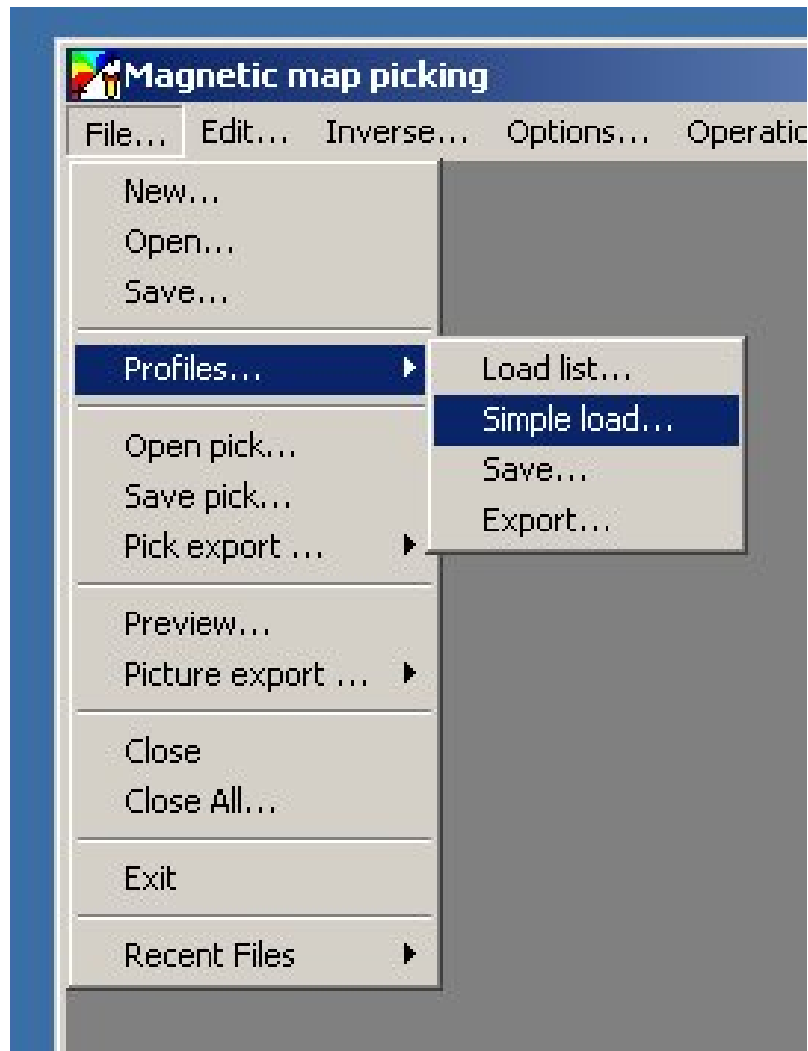 Magnetic map picking
File... Edit... Inverse... Options... Operatio
New...
Open...
Save...
Profiles...
Load list...
Simple load...
Save...
Export...
Open pick...
Save pick...
Pick export ...
Preview...
Picture export ...
Close
Close All...
Exit
Recent Files